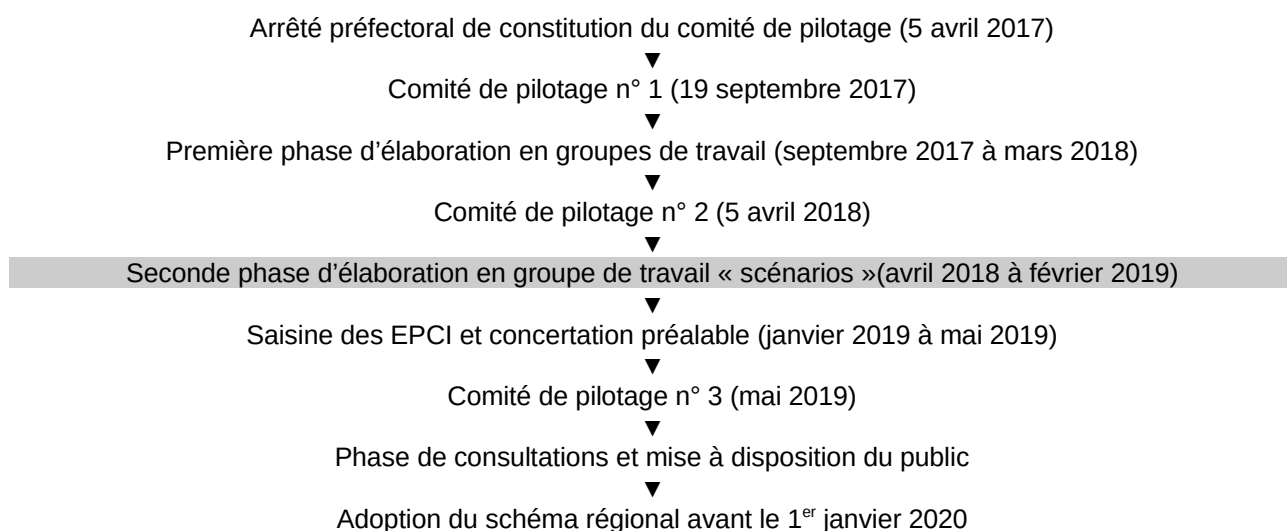 Arrêté préfectoral de constitution du comité de pilotage (5 avril 2017)
▼
Comité de pilotage n° 1 (19 septembre 2017)
▼
Première phase d’élaboration en groupes de travail (septembre 2017 à mars 2018)
▼
Comité de pilotage n° 2 (5 avril 2018)
▼
Seconde phase d’élaboration en groupe de travail « scénarios »(avril 2018 à février 2019)
▼
Saisine des EPCI et concertation préalable (janvier 2019 à mai 2019)
▼
Comité de pilotage n° 3 (mai 2019)
▼
Phase de consultations et mise à disposition du public
▼
Adoption du schéma régional avant le 1er janvier 2020